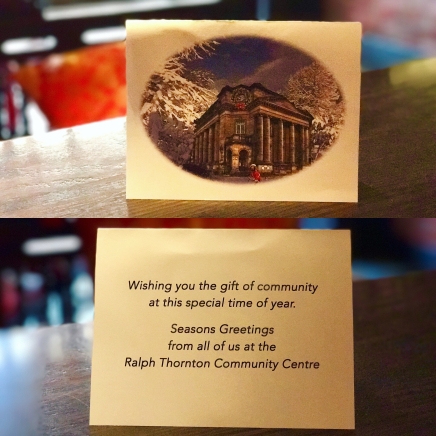 Wishing you the gift of community
at this special time of year.
Seasons Greetings
from all of us at the
Ralph Thornton Community Centre